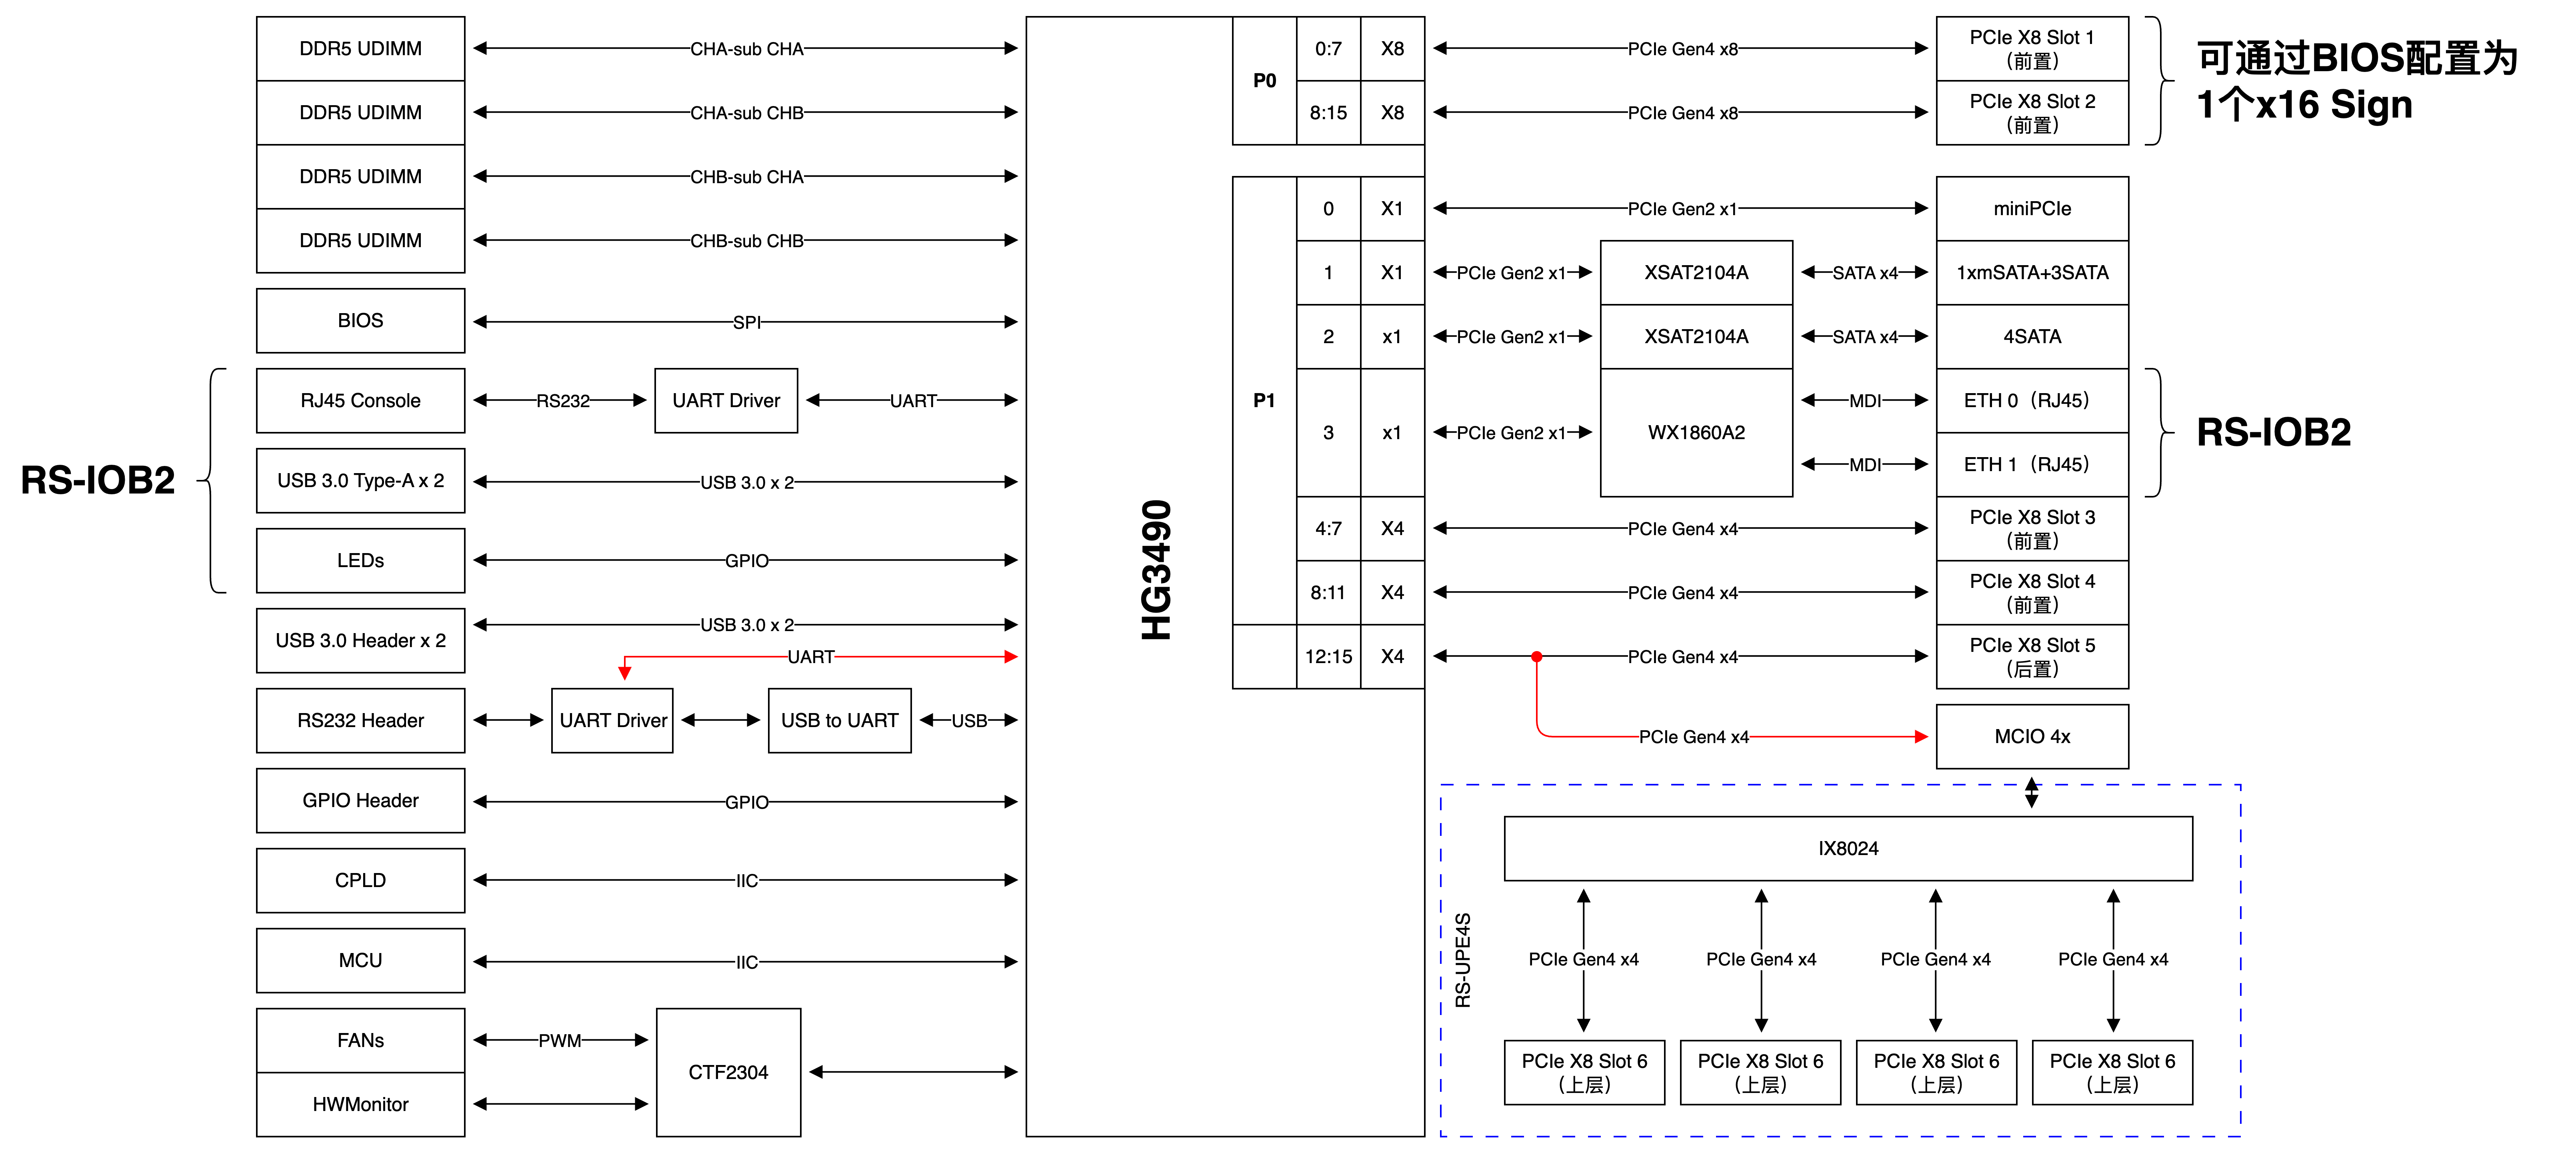 DDR5 UDIMM
CHA-sub CHA
DDR5 UDIMM
CHA-sub CHB
DDR5 UDIMM
CHB-sub CHA
DDR5 UDIMM
CHB-sub CHB
BIOS
SPI
RS-IOB2
RJ45 Console
RS232
UART Driver
UART
USB 3.0 Type-A x 2
USB 3.0 x 2
LEDs
GPIO
USB 3.0 Header x 2
USB 3.0 x 2
UART
RS232 Header
UART Driver
USB to UART
USB
GPIO Header
GPIO
CPLD
IIC
MCU
IIC
FANs
PWM
HWMonitor
CTF2304
HG3490
P0
0:7
X8
PCIe Gen4 x8
PCIe X8 Slot 1
(前置)
8:15
X8
PCIe Gen4 x8
PCIe X8 Slot 2
(前置)
可通过BIOS配置为
1个x16 Sign
P1
0
X1
PCIe Gen2 x1
miniPCIe
1
X1
PCIe Gen2 x1
XSAT2104A
SATA x4
1xmSATA+3SATA
2
x1
PCIe Gen2 x1
XSAT2104A
SATA x4
4SATA
3
x1
PCIe Gen2 x1
WX1860A2
MDI
ETH 0（RJ45）
MDI
ETH 1（RJ45）
RS-IOB2
4:7
X4
PCIe Gen4 x4
PCIe X8 Slot 3
(前置)
8:11
X4
PCIe Gen4 x4
PCIe X8 Slot 4
(前置)
12:15
X4
PCIe Gen4 x4
PCIe X8 Slot 5
(后置)
PCIe Gen4 x4
MCIO 4x
RS-UPE4S
IX8024
PCIe Gen4 x4
PCIe Gen4 x4
PCIe Gen4 x4
PCIe Gen4 x4
PCIe X8 Slot 6
(上层)
PCIe X8 Slot 6
(上层)
PCIe X8 Slot 6
(上层)
PCIe X8 Slot 6
(上层)